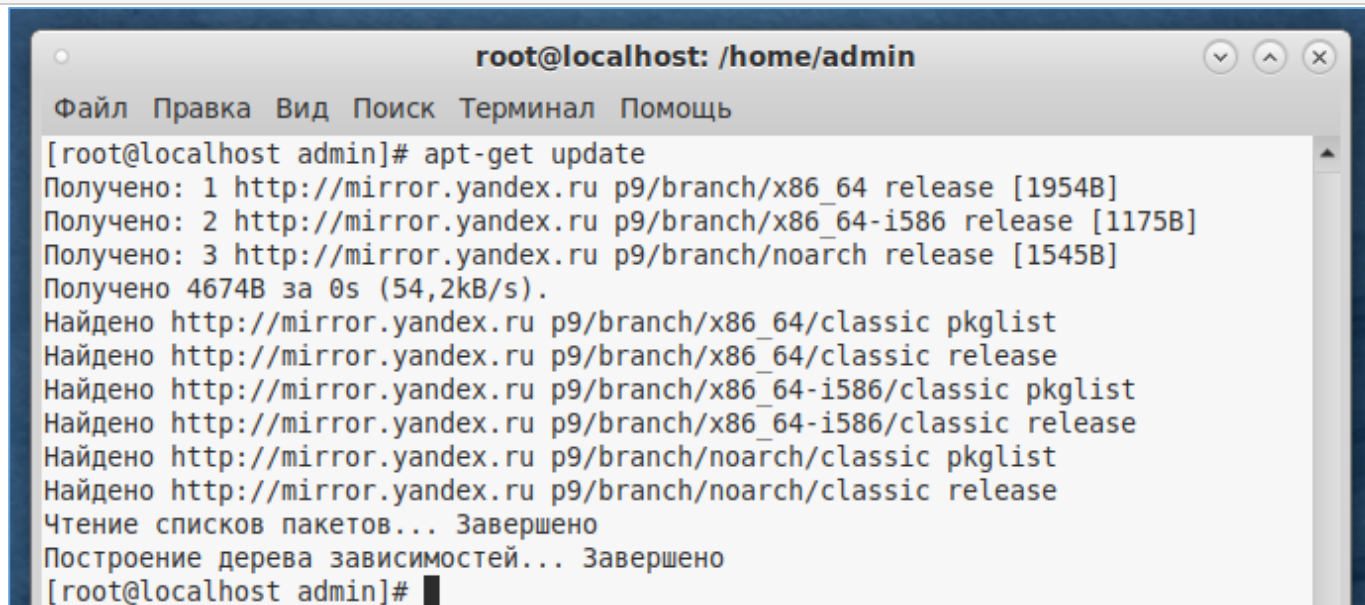 root@localhost: /home/admin
Файл Правка Вид Поиск Терминал Помощь
[root@localhost admin]# apt-get update
Получено: 1 http://mirror.yandex.ru p9/branch/x86_64 release [1954B]
Получено: 2 http://mirror.yandex.ru p9/branch/x86_64-i586 release [1175B]
Получено: 3 http://mirror.yandex.ru p9/branch/noarch release [1545B]
Получено 4674B за 0s (54,2kB/s).
Найдено http://mirror.yandex.ru p9/branch/x86_64/classic pkglist
Найдено http://mirror.yandex.ru p9/branch/x86_64/classic release
Найдено http://mirror.yandex.ru p9/branch/x86_64-i586/classic pkglist
Найдено http://mirror.yandex.ru p9/branch/x86_64-i586/classic release
Найдено http://mirror.yandex.ru p9/branch/noarch/classic pkglist
Найдено http://mirror.yandex.ru p9/branch/noarch/classic release
Чтение списков пакетов... Завершено
Построение дерева зависимостей... Завершено
[root@localhost admin]#